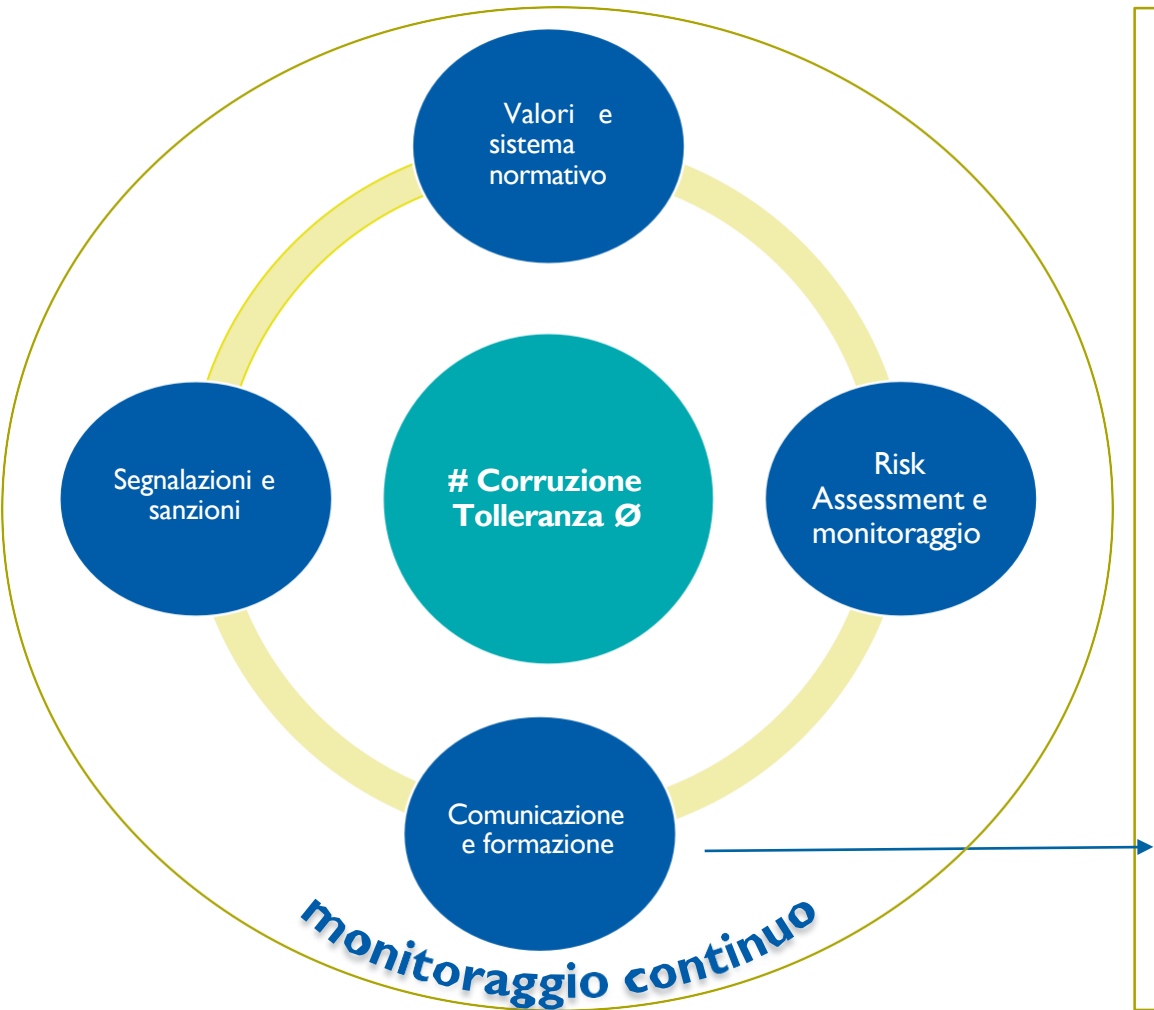 Valori e
sistema
normativo
Segnalazioni e
sanzioni
# Corruzione
Tolleranza Ø
Risk
Assessment e
monitoraggio
Comunicazione
e formazione
monitoraggio continuo